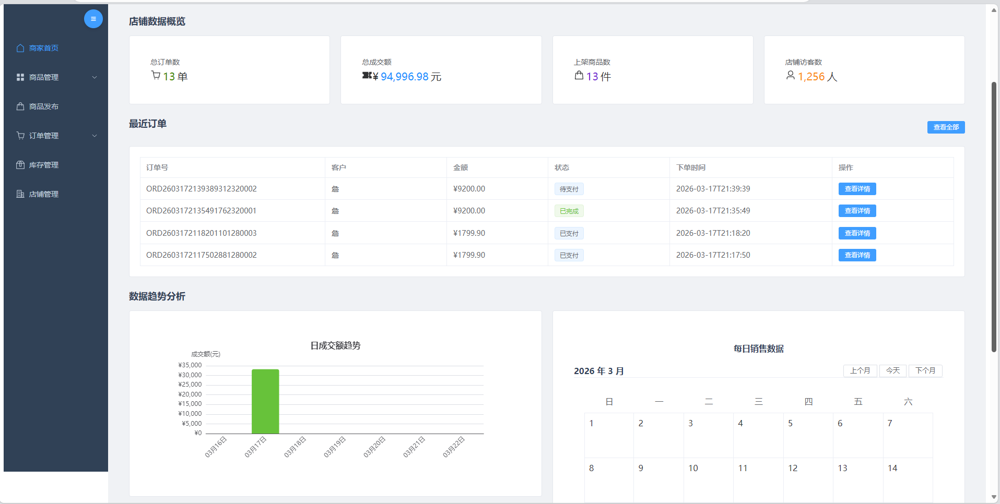 商家首页
商品管理
商品发布
订单管理
库存管理
店铺管理
店铺数据概览
总订单数
13 单
总成交额
¥ 94,996.98 元
上架商品数
13 件
店铺访客数
1,256 人
最近订单
查看全部
订单号 客户 金额 状态 下单时间 操作
ORD2603172139389312320002 詹 ¥9200.00 待支付 2026-03-17T21:39:39 查看详情
ORD2603172135491762320001 詹 ¥9200.00 已完成 2026-03-17T21:35:49 查看详情
ORD2603172118201101280003 詹 ¥1799.90 已支付 2026-03-17T21:18:20 查看详情
ORD2603172117502881280002 詹 ¥1799.90 已支付 2026-03-17T21:17:50 查看详情
数据趋势分析
日成交额趋势
成交额(元)
¥35,000
¥30,000
¥25,000
¥20,000
¥15,000
¥10,000
¥5,000
¥0
03月16日 03月17日 03月18日 03月19日 03月20日 03月21日 03月22日
每日销售数据
2026 年 3 月 上个月 今天 下个月
日 一 二 三 四 五 六
1 2 3 4 5 6 7
8 9 10 11 12 13 14